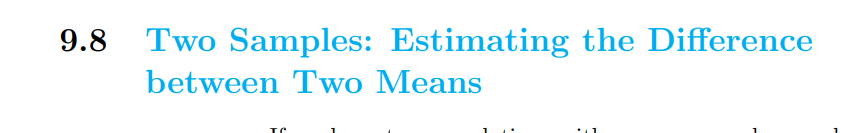 9.8 Two Samples: Estimating the Difference
between Two Means